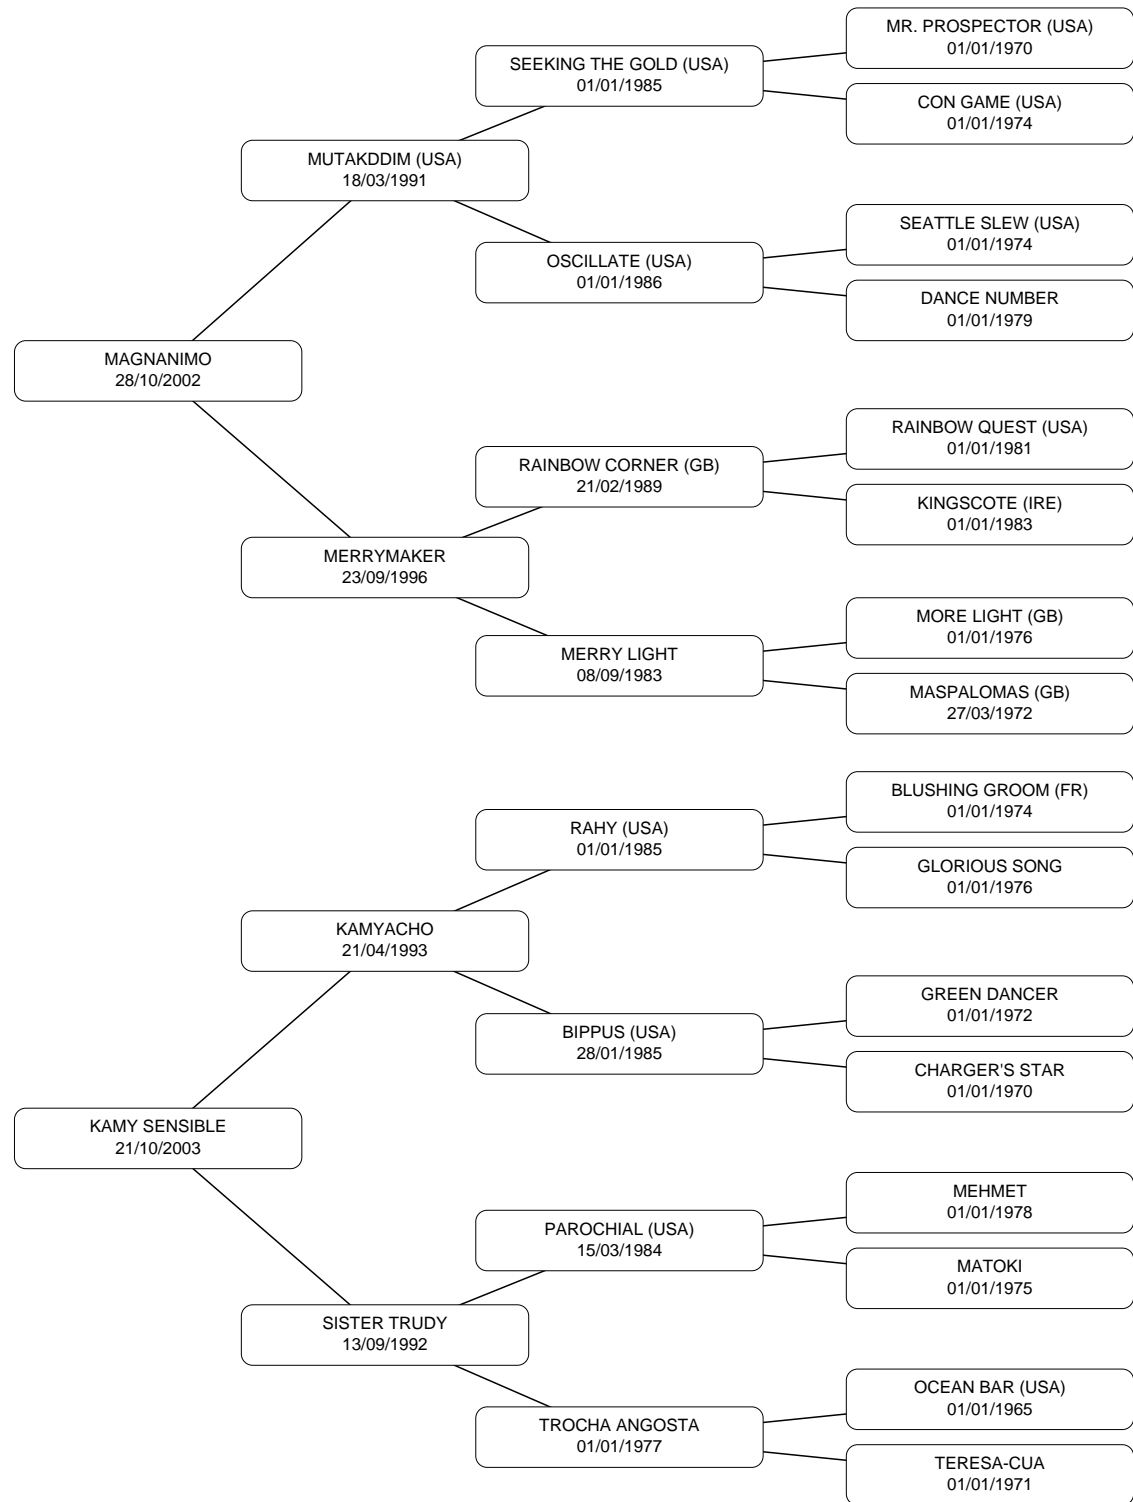 MR. PROSPECTOR (USA)
01/01/1970
SEEKING THE GOLD (USA)
01/01/1985
CON GAME (USA)
01/01/1974
MUTAKDDIM (USA)
18/03/1991
SEATTLE SLEW (USA)
01/01/1974
OSCILLATE (USA)
01/01/1986
DANCE NUMBER
01/01/1979
MAGNANIMO
28/10/2002
RAINBOW QUEST (USA)
01/01/1981
RAINBOW CORNER (GB)
21/02/1989
KINGSCOTE (IRE)
01/01/1983
MERRYMAKER
23/09/1996
MORE LIGHT (GB)
01/01/1976
MERRY LIGHT
08/09/1983
MASPALOMAS (GB)
27/03/1972
BLUSHING GROOM (FR)
01/01/1974
RAHY (USA)
01/01/1985
GLORIOUS SONG
01/01/1976
KAMYACHO
21/04/1993
GREEN DANCER
01/01/1972
BIPPUS (USA)
28/01/1985
CHARGER'S STAR
01/01/1970
KAMY SENSIBLE
21/10/2003
MEHMET
01/01/1978
PAROCHIAL (USA)
15/03/1984
MATOKI
01/01/1975
SISTER TRUDY
13/09/1992
OCEAN BAR (USA)
01/01/1965
TROCHA ANGOSTA
01/01/1977
TERESA-CUA
01/01/1971